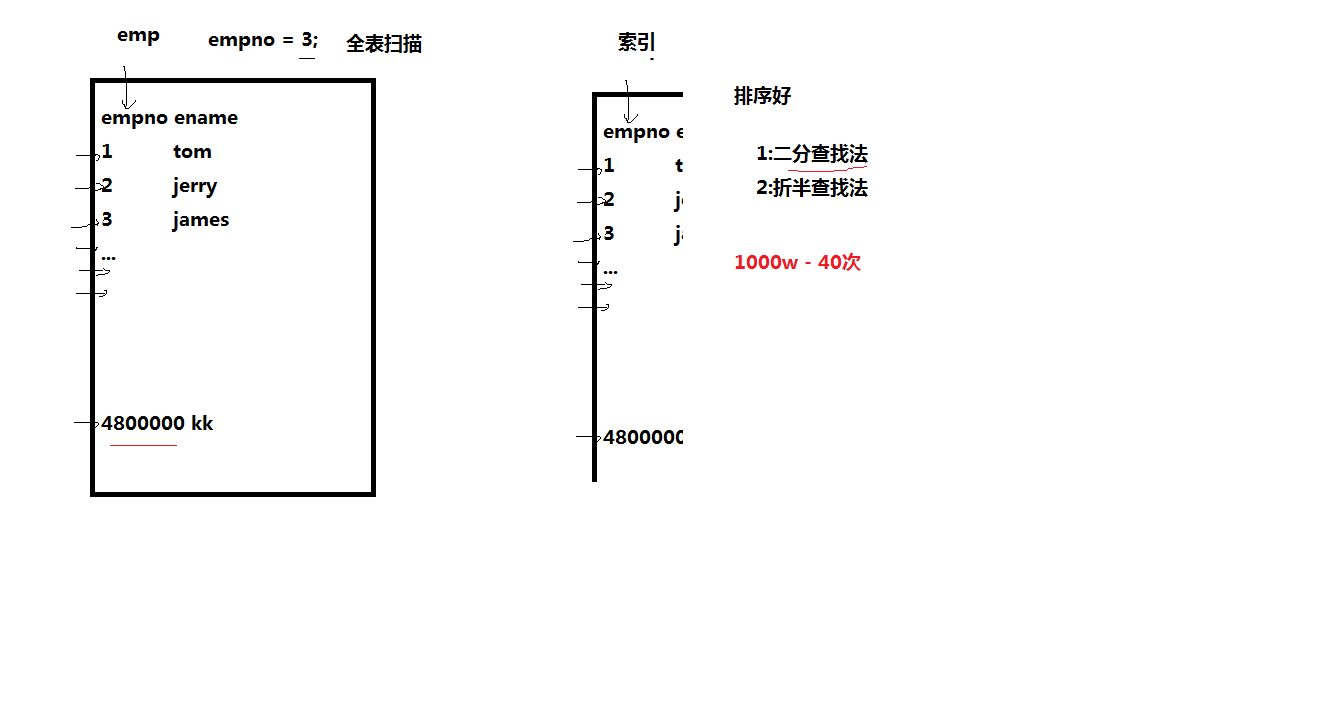 emp
empno = 3;
全表扫描
empno ename
1 tom
2 jerry
3 james
...
4800000 kk
索引
empno e
1 t
2 j
3 ja
...
4800000
排序好
1:二分查找法
2:折半查找法
1000w - 40次